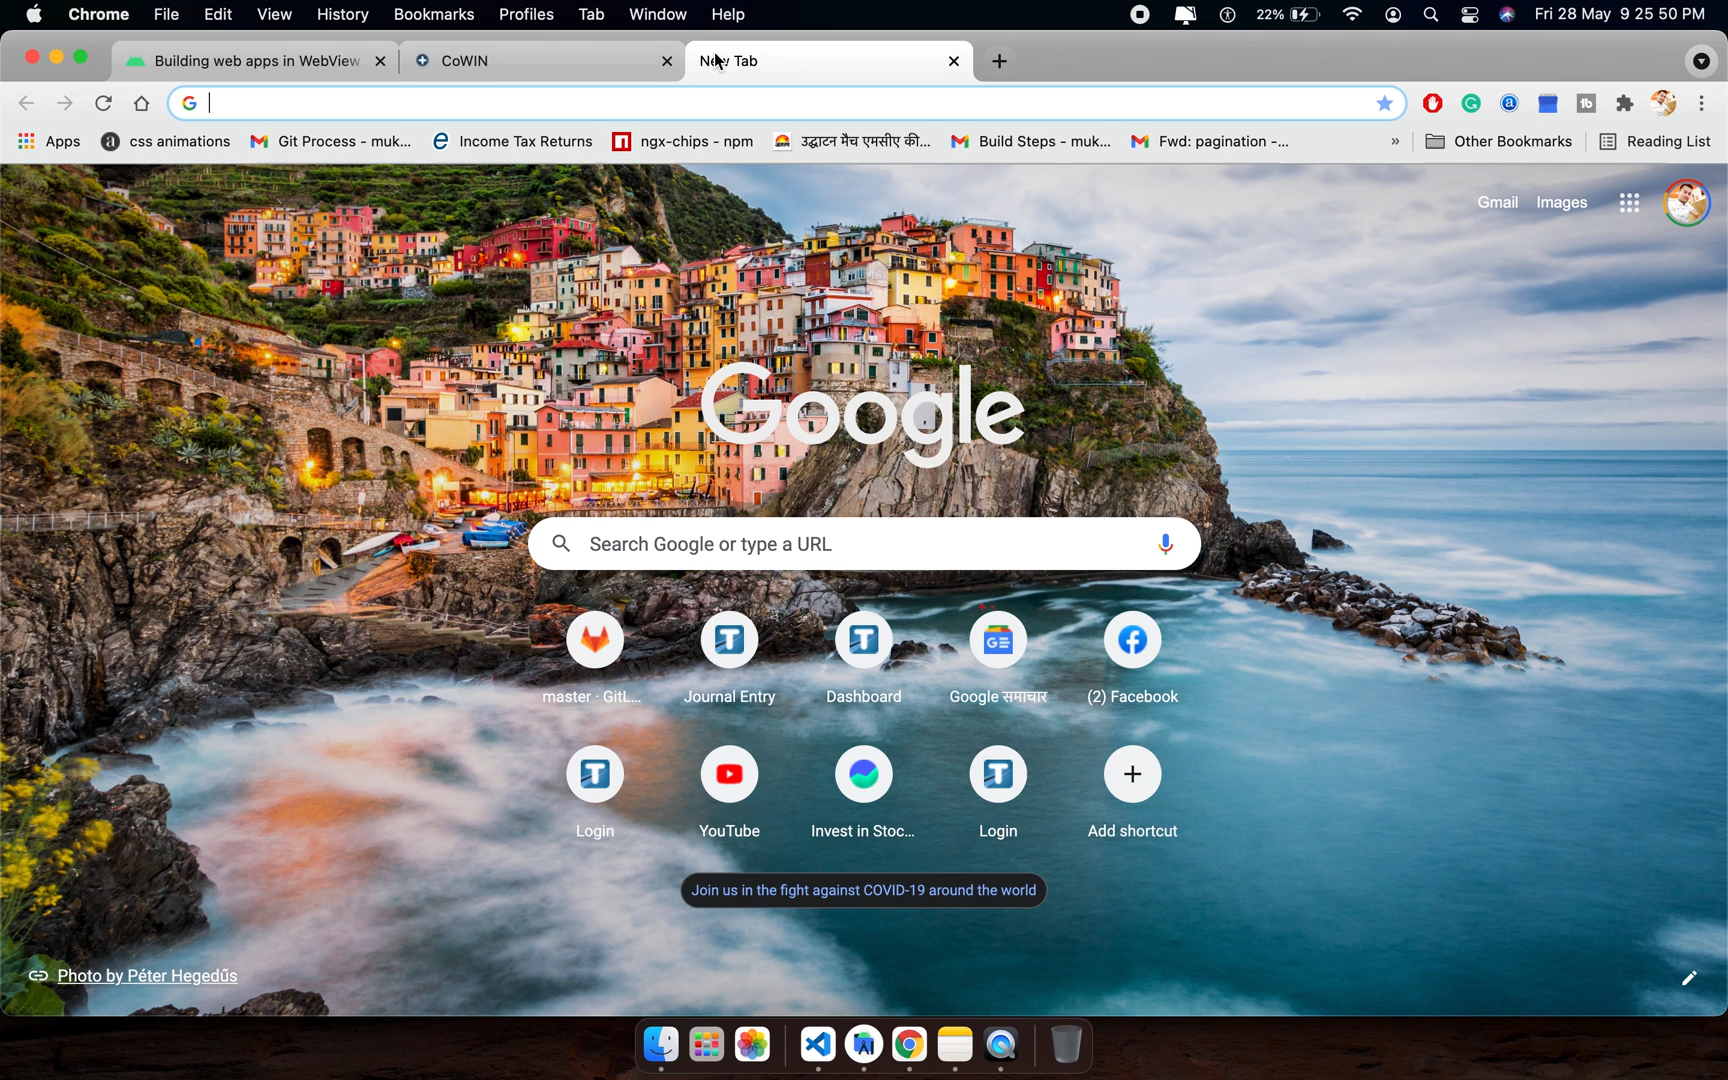 Chrome File Edit View History Bookmarks Profiles Tab Window Help 22% Fri 28 May 9 25 50 PM
Building web apps in WebView CoWIN Tab
Apps css animations Git Process - muk... Income Tax Returns ngx-chips - npm उद्घाटन मैच एमसीए की... Build Steps - muk... Fwd: pagination -... » Other Bookmarks Reading List
Gmail Images
Google
Search Google or type a URL
master · GitL... Journal Entry Dashboard Google समाचार (2) Facebook
Login YouTube Invest in Stoc... Login Add shortcut
Join us in the fight against COVID-19 around the world
Photo by Péter Hegedűs